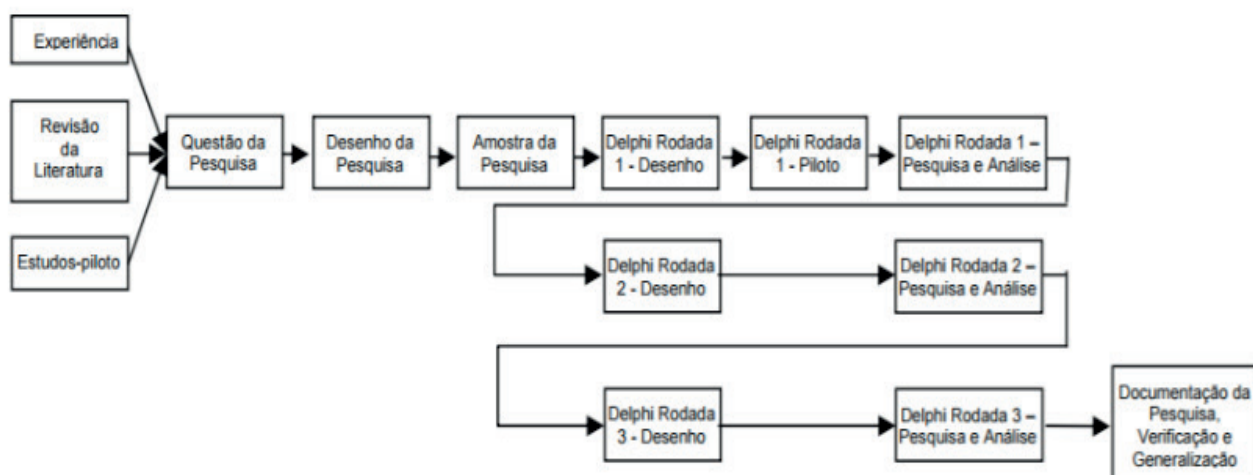 Experiência
Revisão
da
Literatura
Estudos-piloto
Questão da
Pesquisa
Desenho da
Pesquisa
Amostra da
Pesquisa
Delphi Rodada
1 - Desenho
Delphi Rodada
1 - Piloto
Delphi Rodada 1 –
Pesquisa e Análise
Delphi Rodada
2 - Desenho
Delphi Rodada 2 –
Pesquisa e Análise
Delphi Rodada
3 - Desenho
Delphi Rodada 3 –
Pesquisa e Análise
Documentação da
Pesquisa,
Verificação e
Generalização